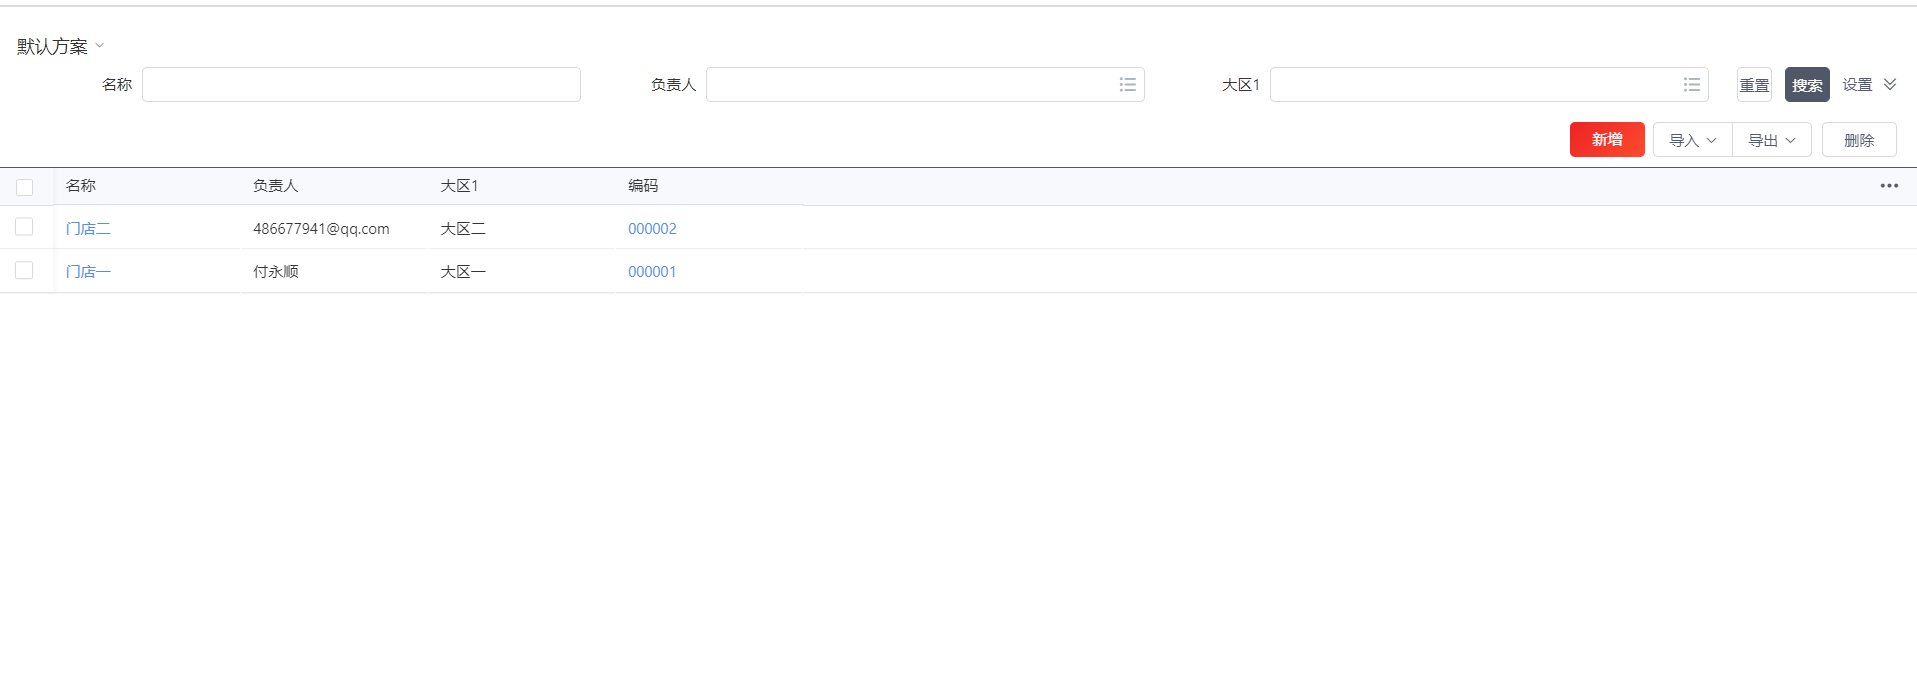 默认方案
名称 负责人 大区1 重置 搜索 设置
新增 导入 导出 删除
名称 负责人 大区1 编码
门店二 486677941@qq.com 大区二 000002
门店一 付永顺 大区一 000001